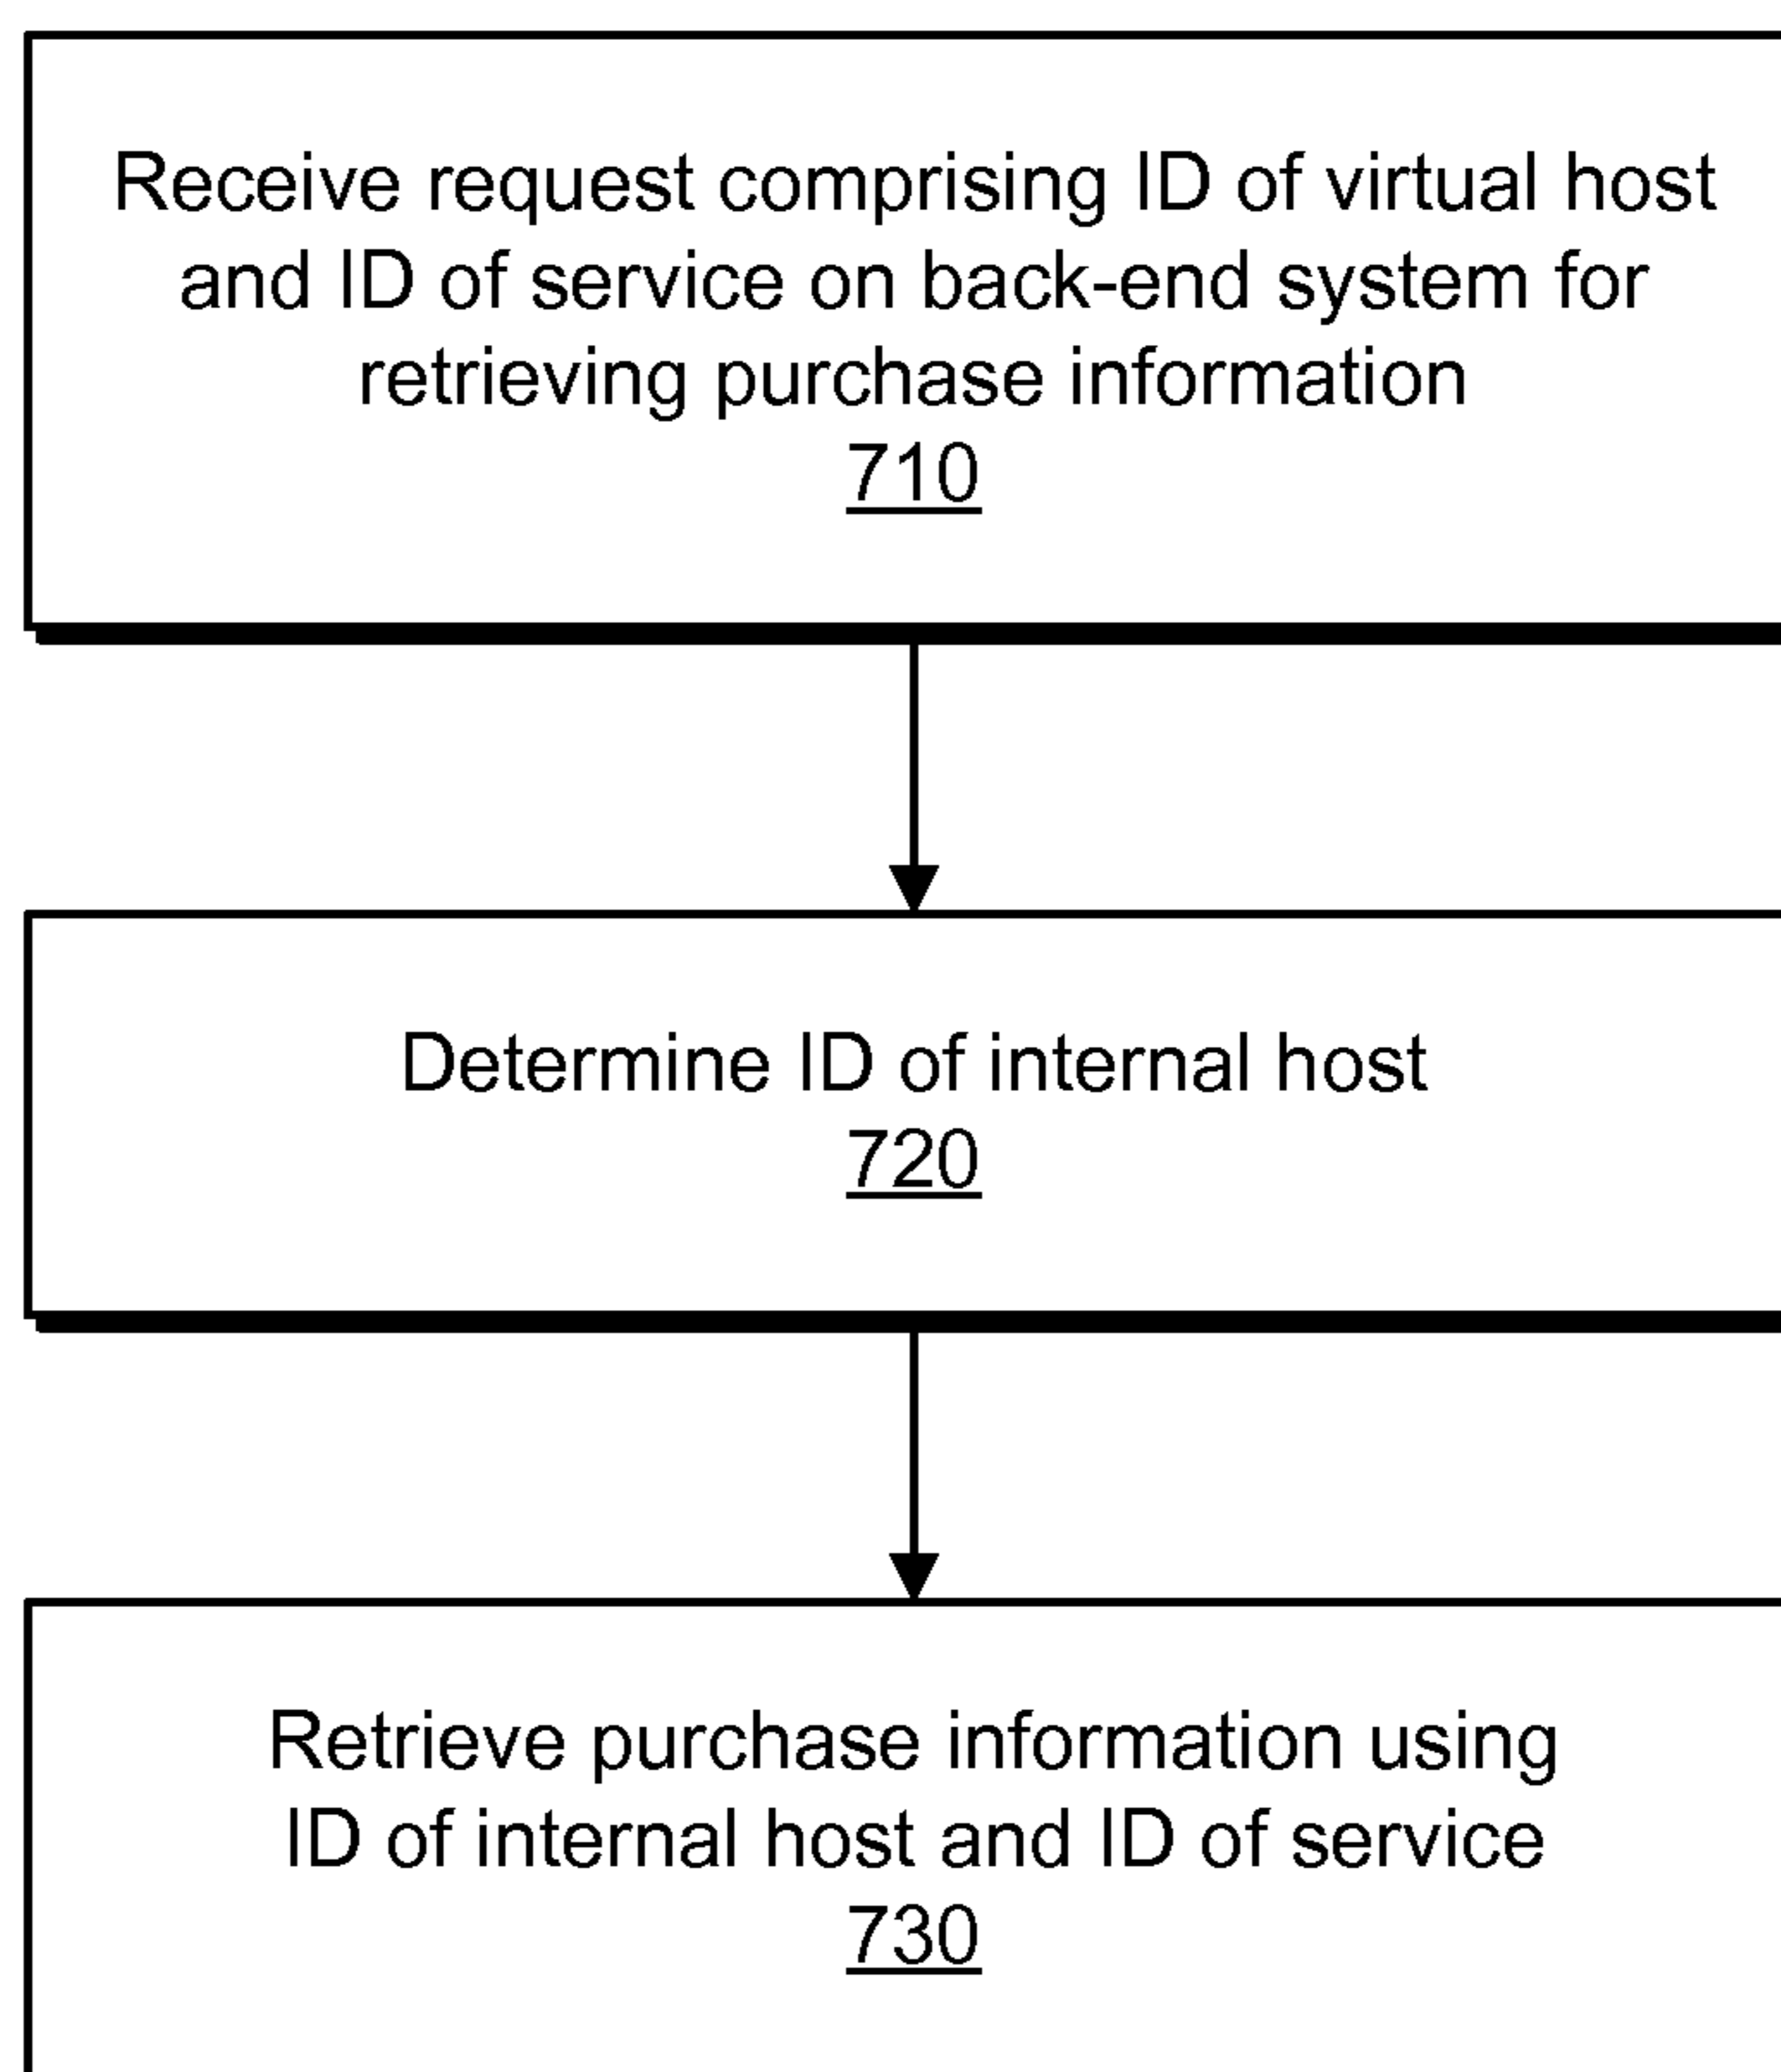 Receive request comprising ID of virtual host
and ID of service on back-end system for
retrieving purchase information
710
Determine ID of internal host
720
Retrieve purchase information using
ID of internal host and ID of service
730